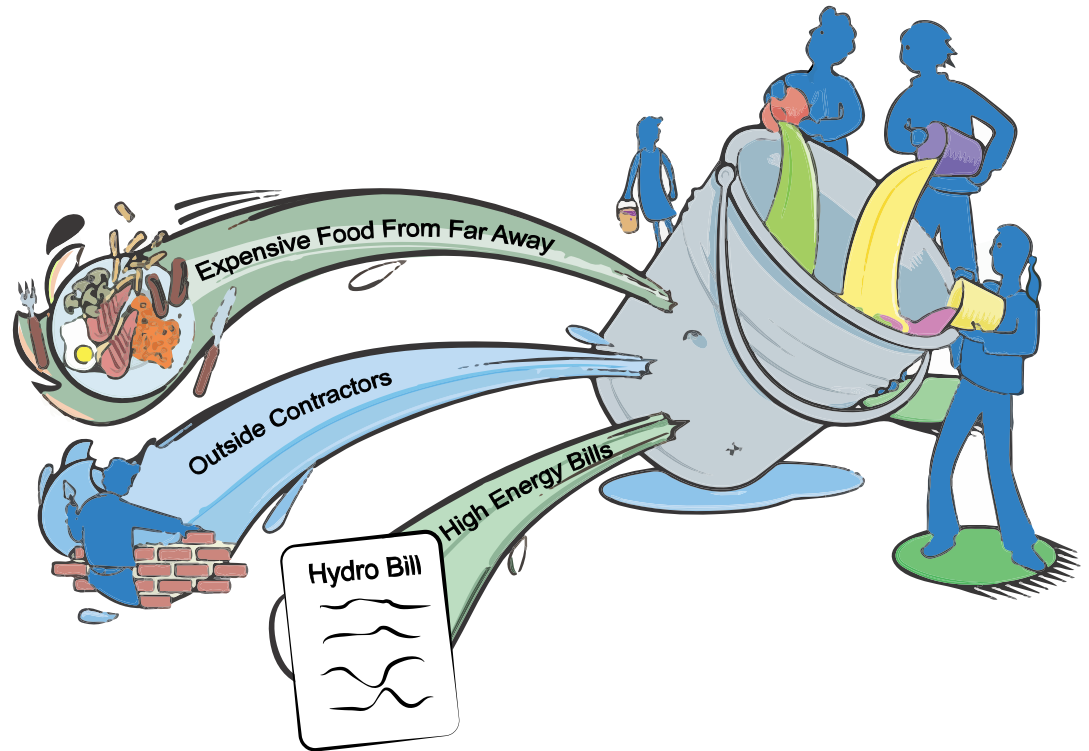 Expensive Food From Far Away
Outside Contractors
High Energy Bills
Hydro Bill